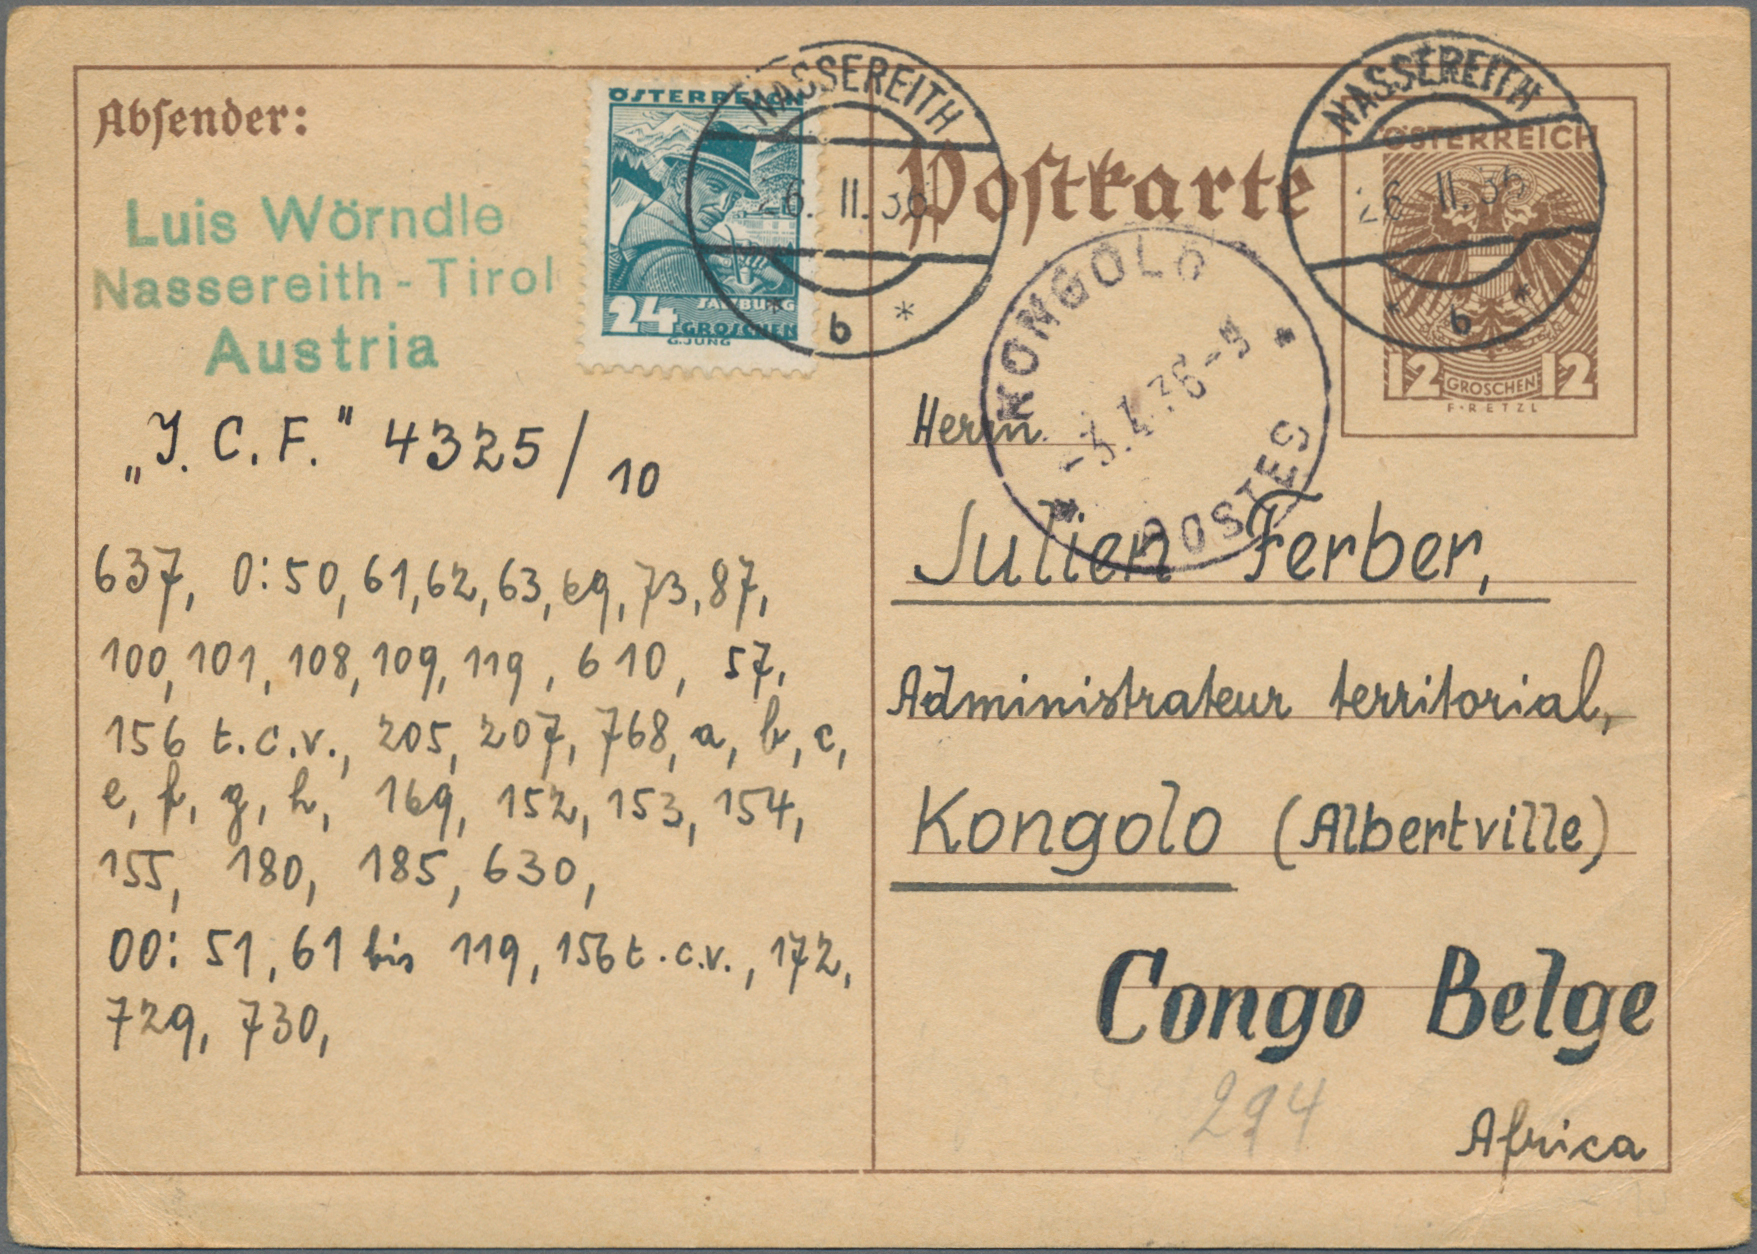 Absender:
Luis Wörndle
Nassereith - Tirol
Austria
„J. C. F." 4325 / 10
637, 0: 50, 61, 62, 63, 69, 73, 87,
100, 101, 108, 109, 119, 610, 57,
156 t.c.v., 205, 207, 768, a, b, c,
e, f, g, h, 169, 152, 153, 154,
155, 180, 185, 630,
00: 51, 61 bis 119, 156 t.c.v., 172,
729, 730,
ÖSTERREICH
24
SALZBURG
GROSCHEN
G.JUNG
NASSEREITH
26. II. 36
* b *
Postkarte
NASSEREITH
26. II. 36
* b *
ÖSTERREICH
12 GROSCHEN 12
F·RETZL
KONGOLO
POSTES
Herrn
Julien Ferber,
Administrateur territorial,
Kongolo (Albertville)
Congo Belge
294
Africa